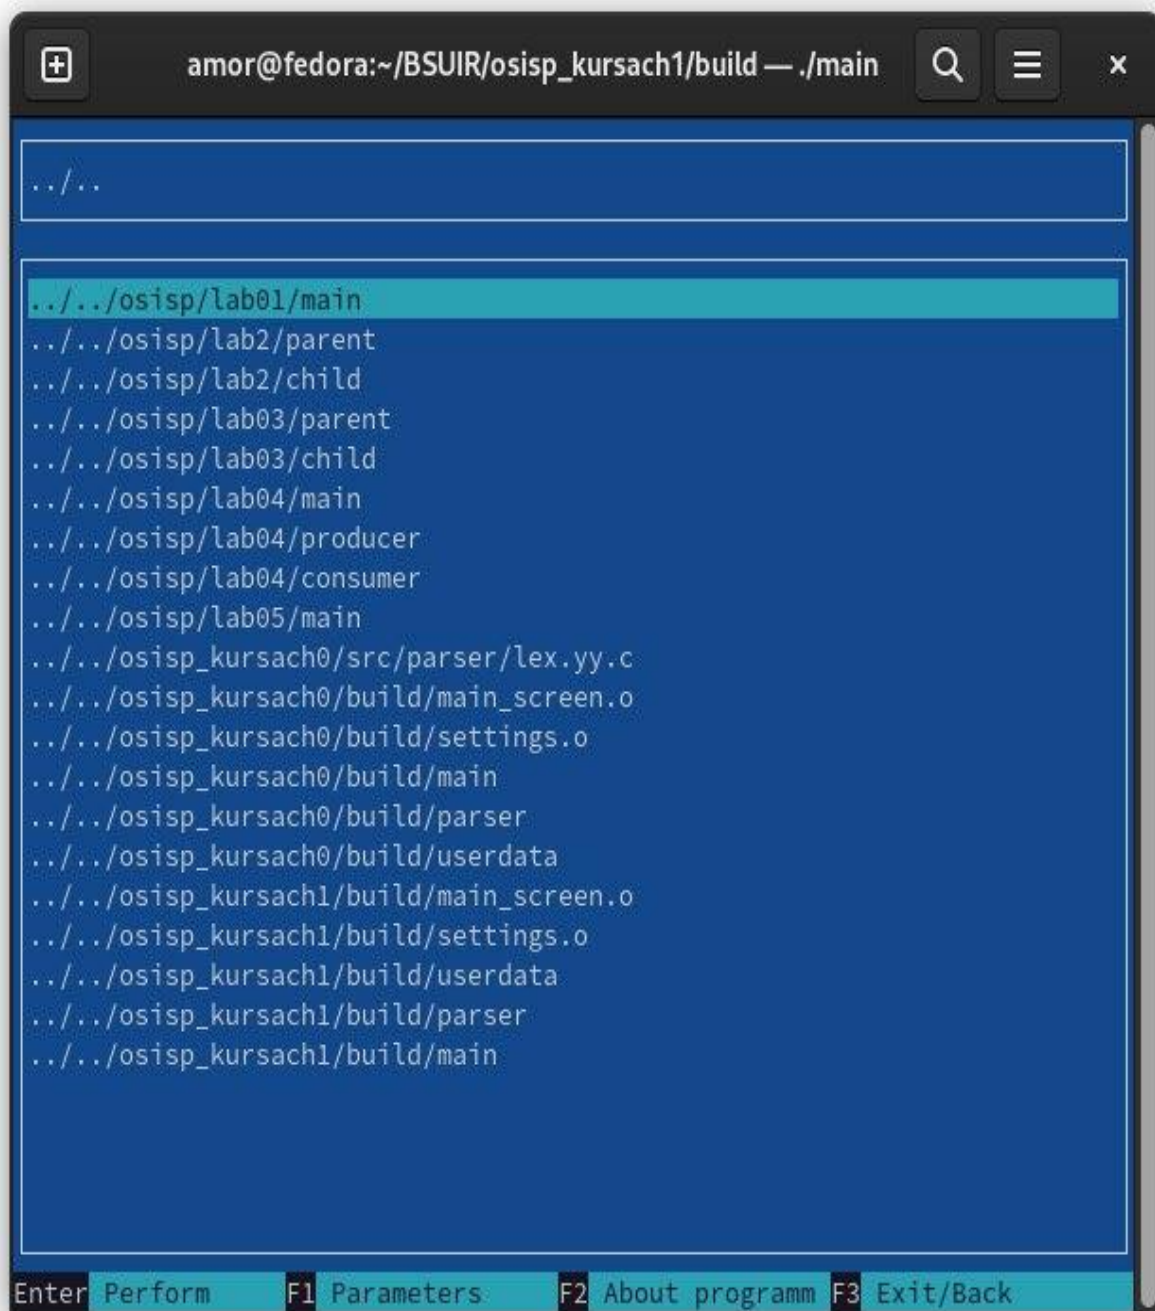 amor@fedora:~/BSUIR/osisp_kursach1/build — ./main
../..
../../osisp/lab01/main
../../osisp/lab2/parent
../../osisp/lab2/child
../../osisp/lab03/parent
../../osisp/lab03/child
../../osisp/lab04/main
../../osisp/lab04/producer
../../osisp/lab04/consumer
../../osisp/lab05/main
../../osisp_kursach0/src/parser/lex.yy.c
../../osisp_kursach0/build/main_screen.o
../../osisp_kursach0/build/settings.o
../../osisp_kursach0/build/main
../../osisp_kursach0/build/parser
../../osisp_kursach0/build/userdata
../../osisp_kursach1/build/main_screen.o
../../osisp_kursach1/build/settings.o
../../osisp_kursach1/build/userdata
../../osisp_kursach1/build/parser
../../osisp_kursach1/build/main
Enter Perform F1 Parameters F2 About programm F3 Exit/Back